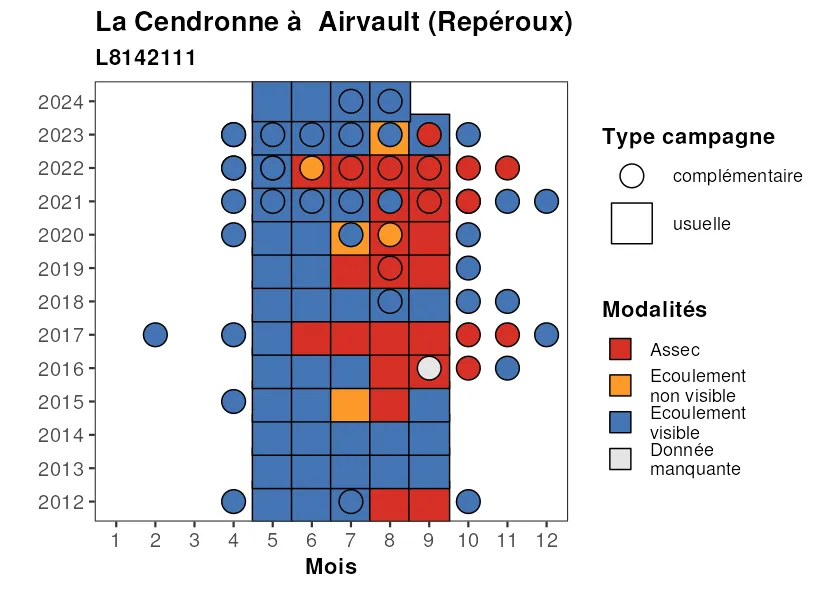 La Cendronne à  Airvault (Repéroux)
L8142111
2024
2023
2022
2021
2020
2019
2018
2017
2016
2015
2014
2013
2012
1 2 3 4 5 6 7 8 9 10 11 12
Mois
Type campagne
complémentaire
usuelle
Modalités
Assec
Ecoulement
non visible
Ecoulement
visible
Donnée
manquante